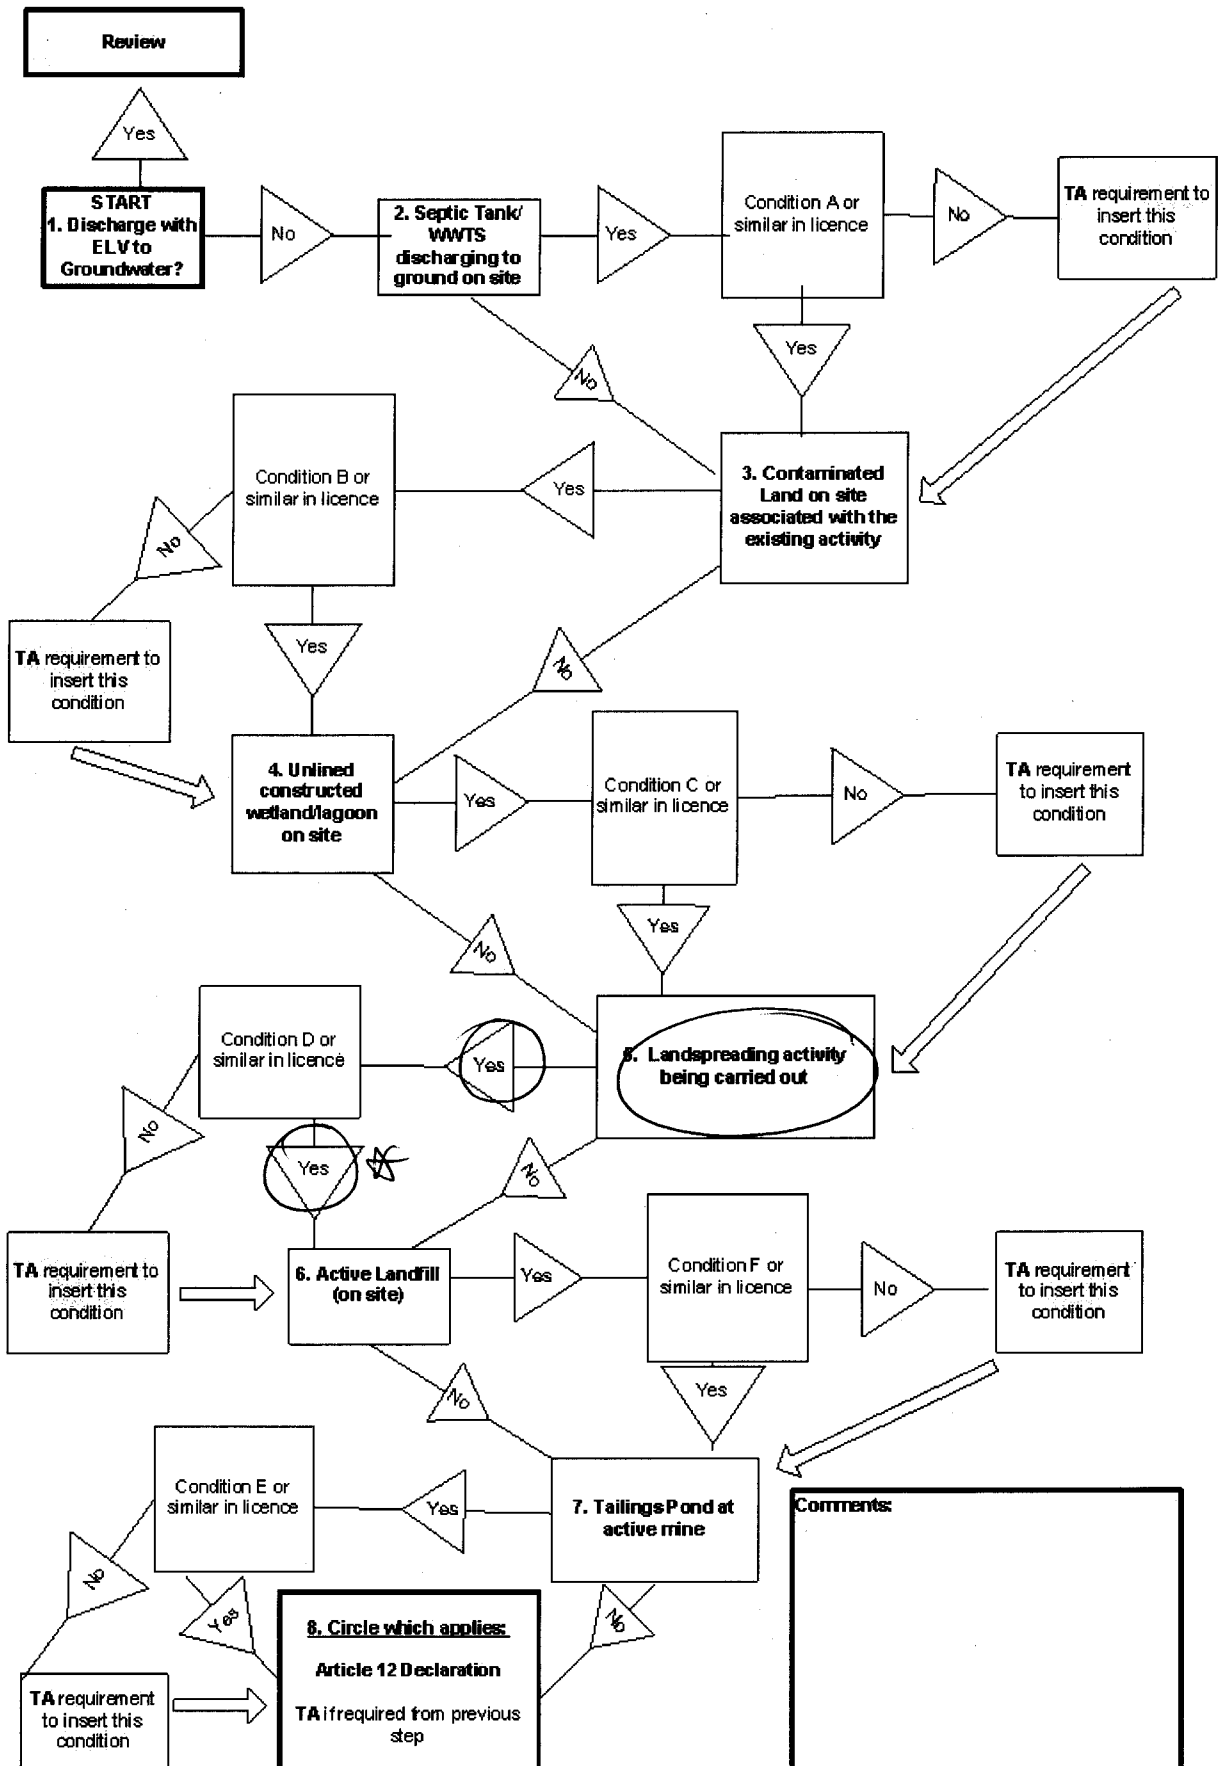 Review
Yes
START
1. Discharge with
ELV to
Groundwater?
No
2. Septic Tank/
WWTS
discharging to
ground on site
Yes
Condition A or
similar in licence
No
TA requirement to
insert this
condition
Yes
No
3. Contaminated
Land on site
associated with the
existing activity
Yes
Condition B or
similar in licence
No
TA requirement to
insert this
condition
Yes
No
4. Unlined
constructed
wetland/lagoon
on site
Yes
Condition C or
similar in licence
No
TA requirement
to insert this
condition
Yes
No
5. Landspreading activity
being carried out
Yes
Condition D or
similar in licence
No
TA requirement to
insert this
condition
Yes
No
6. Active Landfill
(on site)
Yes
Condition F or
similar in licence
No
TA requirement
to insert this
condition
Yes
No
7. Tailings Pond at
active mine
Yes
Condition E or
similar in licence
No
TA requirement
to insert this
condition
Yes
No
8. Circle which applies:
Article 12 Declaration
TA if required from previous
step
Comments: